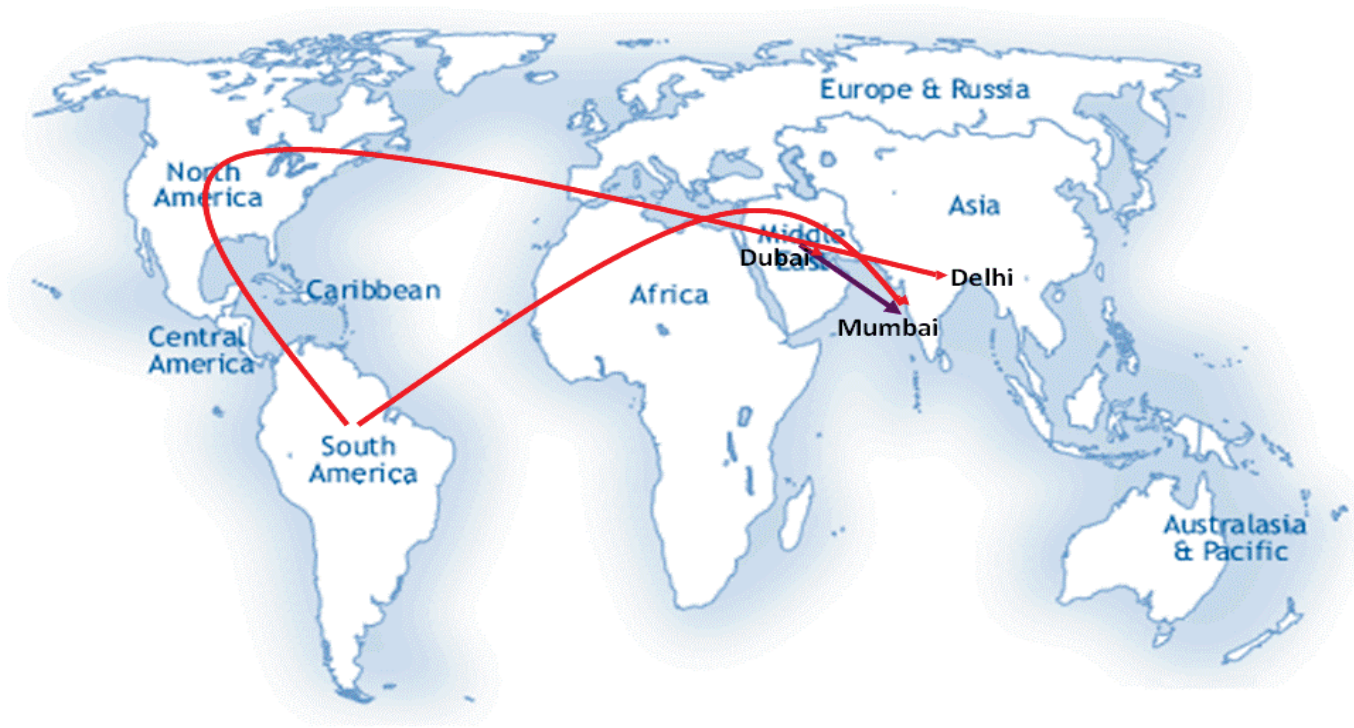 Europe & Russia
North
America
Asia
Middle
East
Dubai
Delhi
Caribbean
Africa
Mumbai
Central
America
South
America
Australasia
& Pacific